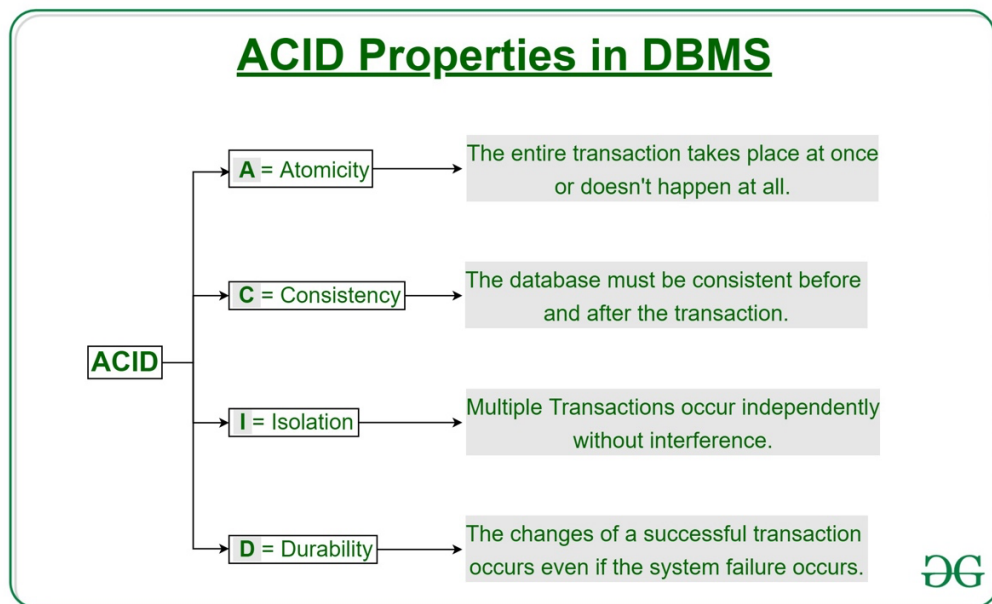 ACID Properties in DBMS
A = Atomicity
The entire transaction takes place at once
or doesn't happen at all.
C = Consistency
The database must be consistent before
and after the transaction.
ACID
I = Isolation
Multiple Transactions occur independently
without interference.
D = Durability
The changes of a successful transaction
occurs even if the system failure occurs.